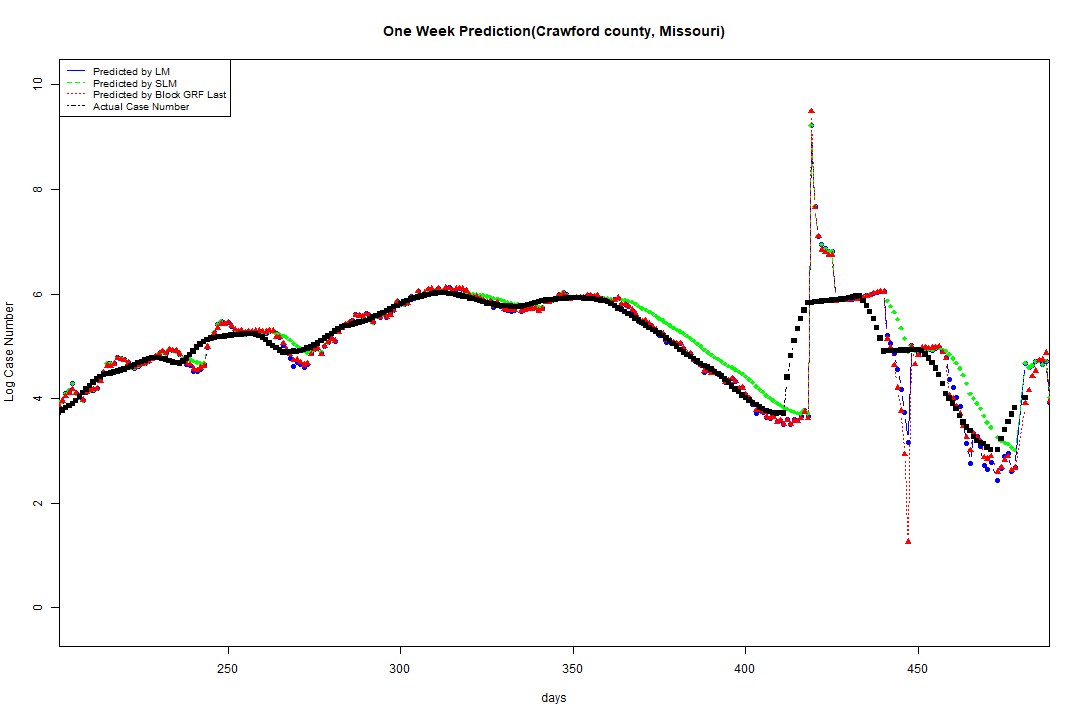 One Week Prediction(Crawford county, Missouri)
Predicted by LM
Predicted by SLM
Predicted by Block GRF Last
Actual Case Number
10
8
6
4
2
0
Log Case Number
250 300 350 400 450
days